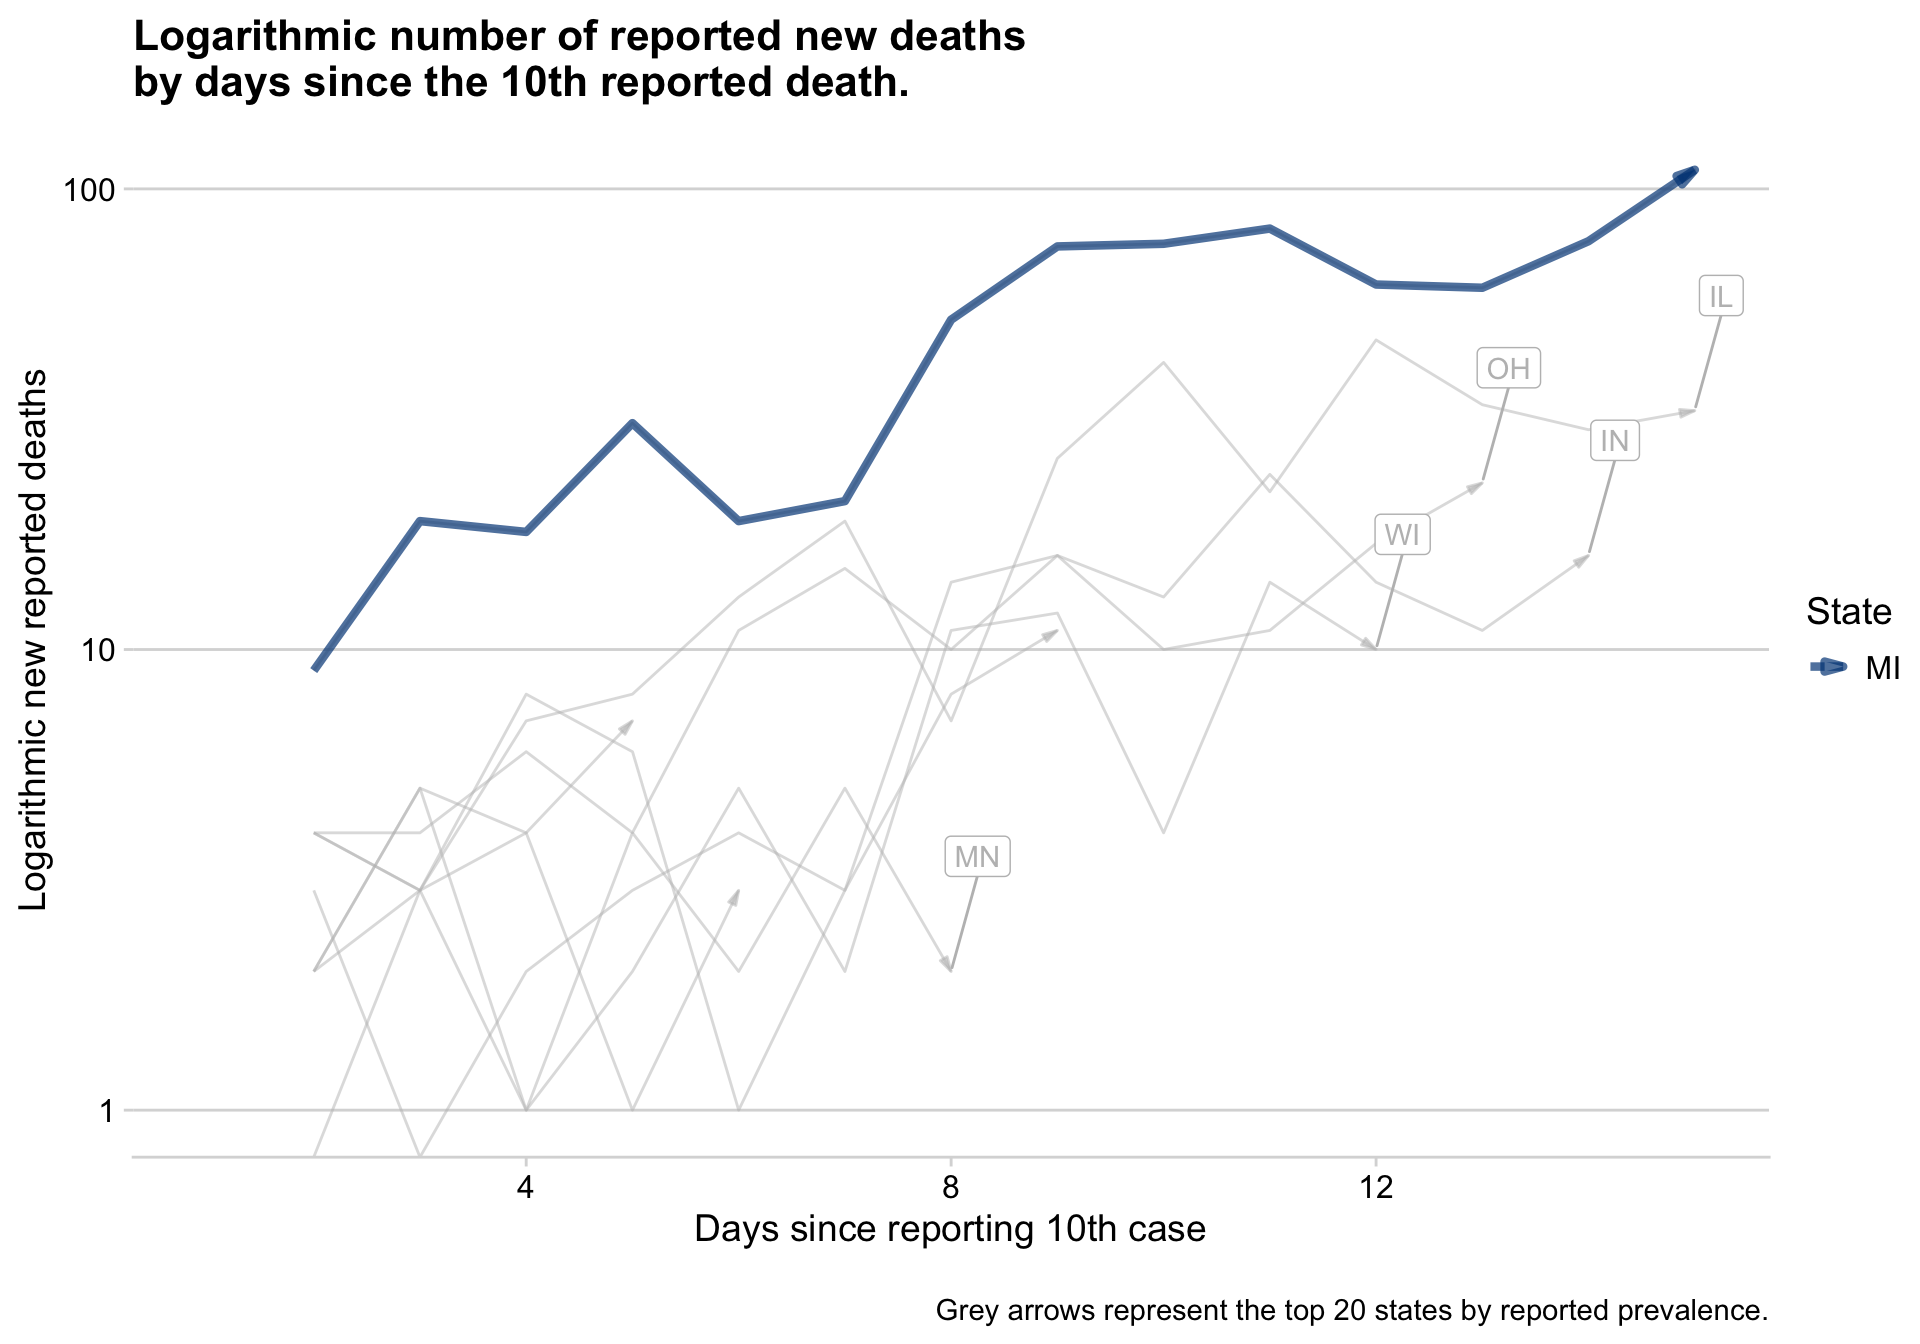 Logarithmic number of reported new deaths
by days since the 10th reported death.
Logarithmic new reported deaths
100
10
1
IL
OH
IN
WI
MN
State
MI
4
8
12
Days since reporting 10th case
Grey arrows represent the top 20 states by reported prevalence.